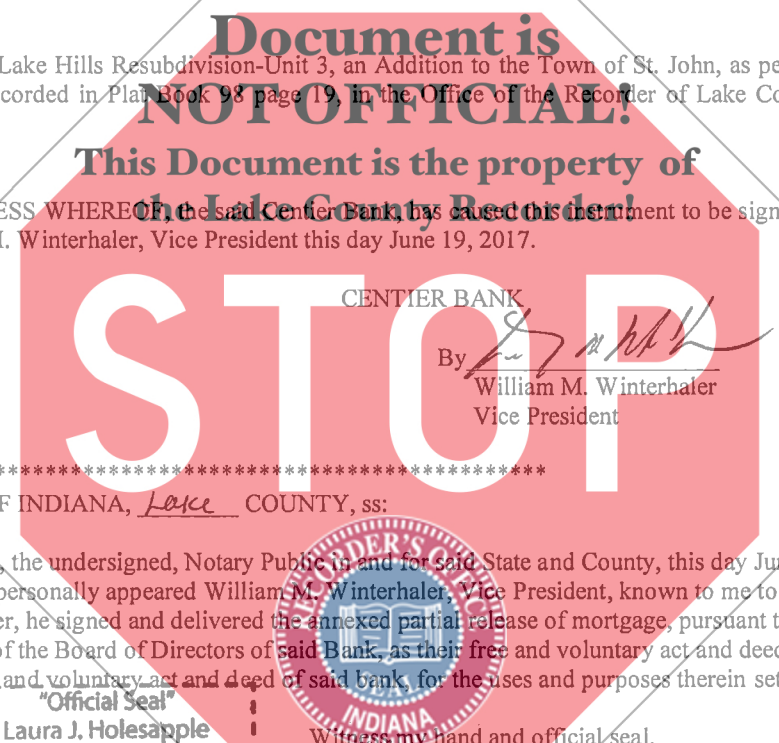 Document is
Lake Hills Resubdivision-Unit 3, an Addition to the Town of St. John, as pe
corded in Plat Book 98 page 19, in the Office of the Recorder of Lake Co
NOT OFFICIAL!
This Document is the property of
the Lake County Recorder!
ESS WHEREOF, the said Centier Bank, has caused this instrument to be sign
. Winterhaler, Vice President this day June 19, 2017.
STOP
CENTIER BANK
By
William M. Winterhaler
Vice President
********************************************
F INDIANA, Lake COUNTY, ss:
, the undersigned, Notary Public in and for said State and County, this day Ju
personally appeared William M. Winterhaler, Vice President, known to me to
er, he signed and delivered the annexed partial release of mortgage, pursuant t
of the Board of Directors of said Bank, as their free and voluntary act and deed
and voluntary act and deed of said bank, for the uses and purposes therein set
RECORDER'S OFFICE
INDIANA
"Official Seal"
Laura J. Holesapple
Witness my hand and official seal.